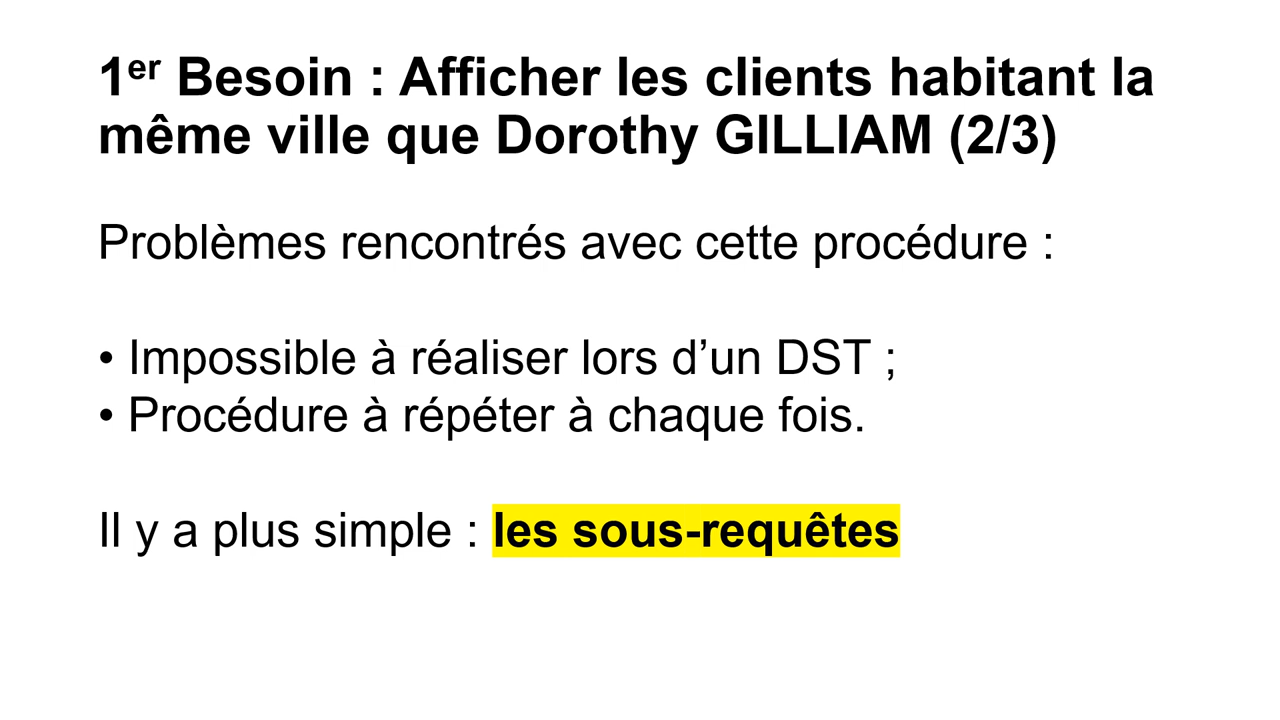 1er Besoin : Afficher les clients habitant la
même ville que Dorothy GILLIAM (2/3)
Problèmes rencontrés avec cette procédure :
• Impossible à réaliser lors d’un DST ;
• Procédure à répéter à chaque fois.
Il y a plus simple : les sous-requêtes